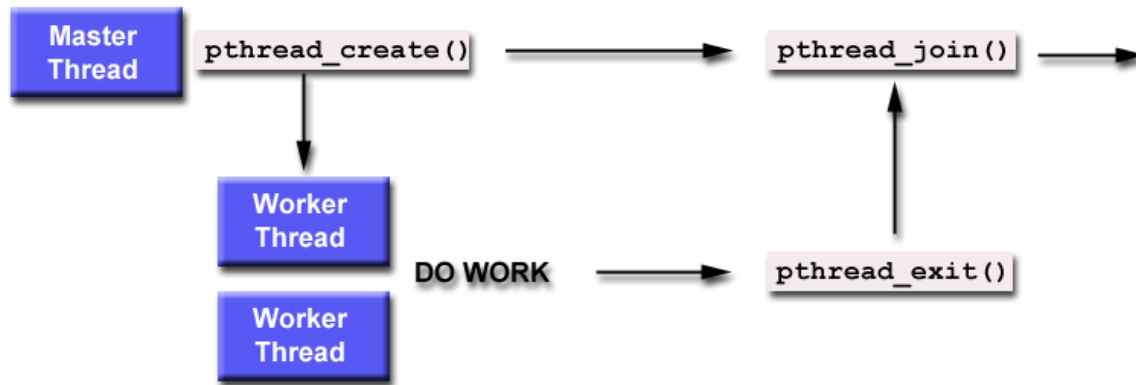 Master
Thread
pthread_create()
pthread_join()
Worker
Thread
DO WORK
pthread_exit()
Worker
Thread